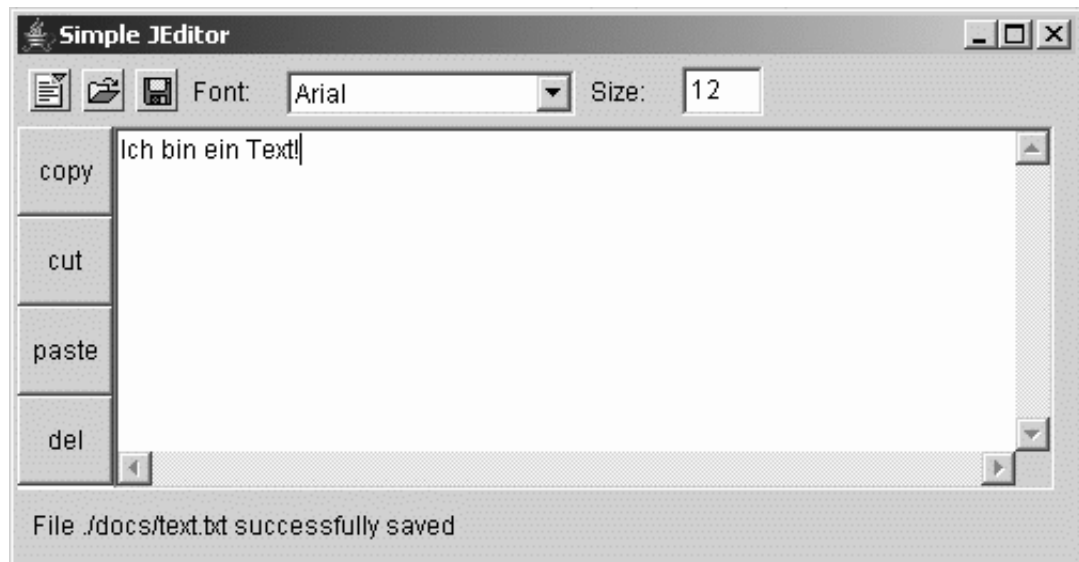 Simple JEditor
Font: Arial Size: 12
copy
Ich bin ein Text!
cut
paste
del
File ./docs/text.txt successfully saved